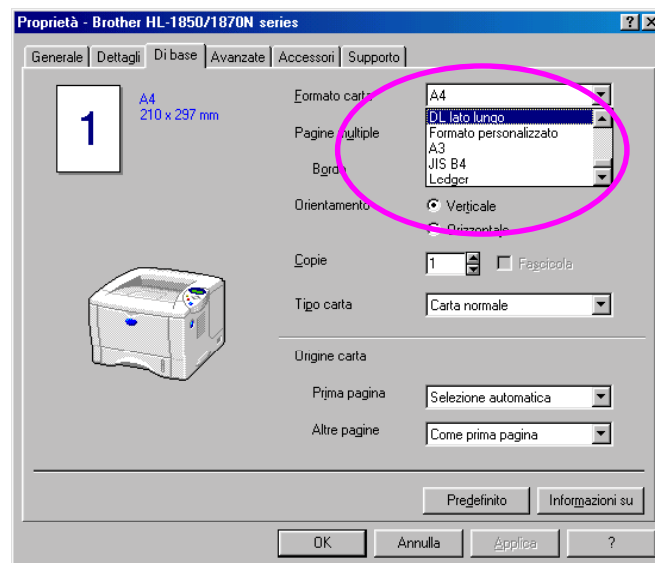 Proprietà - Brother HL-1850/1870N series
Generale Dettagli Di base Avanzate Accessori Supporto
1
A4
210 x 297 mm
Formato carta
A4
DL lato lungo
Formato personalizzato
A3
JIS B4
Ledger
Pagine multiple
Bordo
Orientamento
Verticale
Orizzontale
Copie
1
Fascicola
Tipo carta
Carta normale
Origine carta
Prima pagina
Selezione automatica
Altre pagine
Come prima pagina
Predefinito
Informazioni su
OK
Annulla
Applica
?